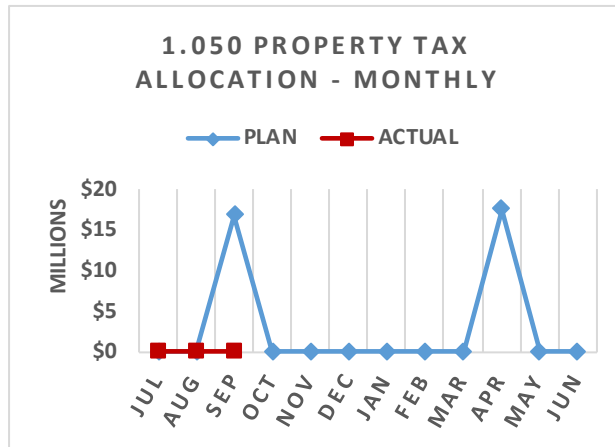 1.050 PROPERTY TAX
ALLOCATION - MONTHLY
PLAN ACTUAL
MILLIONS
$20
$15
$10
$5
$0
JUL AUG SEP OCT NOV DEC JAN FEB MAR APR MAY JUN